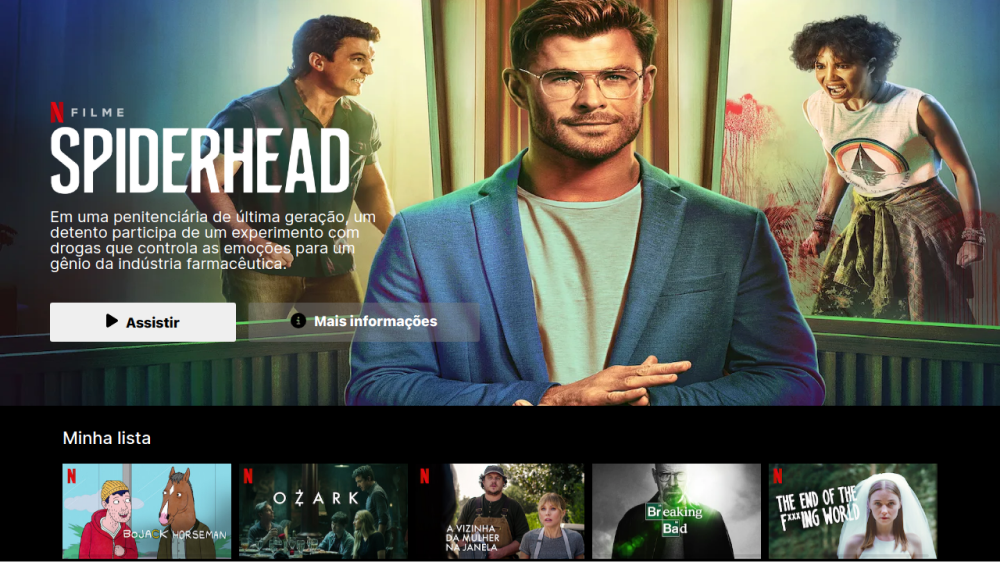 N FILME
SPIDERHEAD
Em uma penitenciária de última geração, um
detento participa de um experimento com
drogas que controla as emoções para um
gênio da indústria farmacêutica.
Assistir
Mais informações
Minha lista
N
BOJACK HORSEMAN
N
OZARK
N
A VIZINHA
DA MULHER
NA JANELA
Breaking
Bad
N
THE END OF THE
F***ING WORLD